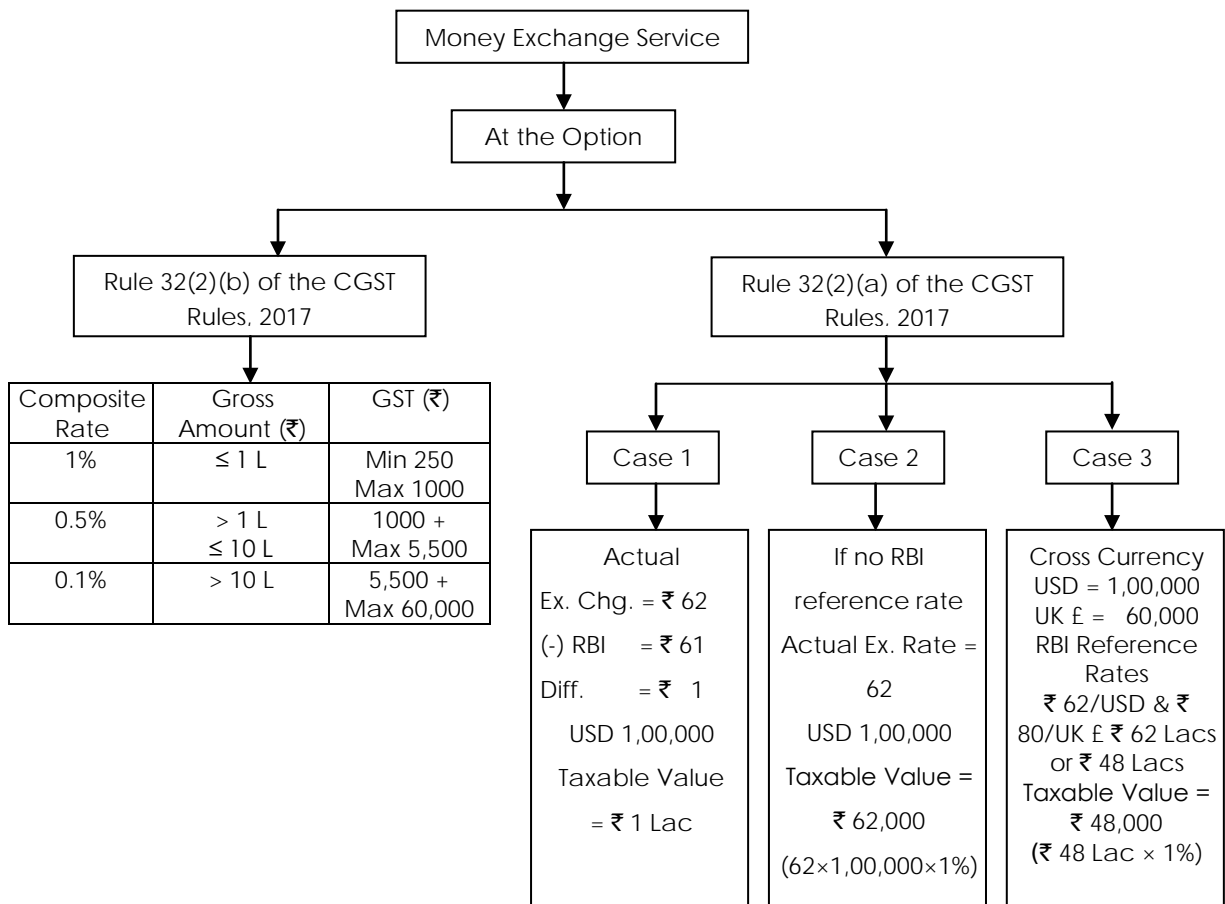 Money Exchange Service
At the Option
Rule 32(2)(b) of the CGST
Rules, 2017
Composite Rate Gross Amount (₹) GST (₹)
1% ≤ 1 L Min 250 Max 1000
0.5% > 1 L ≤ 10 L 1000 + Max 5,500
0.1% > 10 L 5,500 + Max 60,000
Rule 32(2)(a) of the CGST
Rules. 2017
Case 1
Actual
Ex. Chg. = ₹ 62
(-) RBI = ₹ 61
Diff. = ₹ 1
USD 1,00,000
Taxable Value
= ₹ 1 Lac
Case 2
If no RBI
reference rate
Actual Ex. Rate =
62
USD 1,00,000
Taxable Value =
₹ 62,000
(62×1,00,000×1%)
Case 3
Cross Currency
USD = 1,00,000
UK £ = 60,000
RBI Reference
Rates
₹ 62/USD & ₹
80/UK £ ₹ 62 Lacs
or ₹ 48 Lacs
Taxable Value =
₹ 48,000
(₹ 48 Lac × 1%)